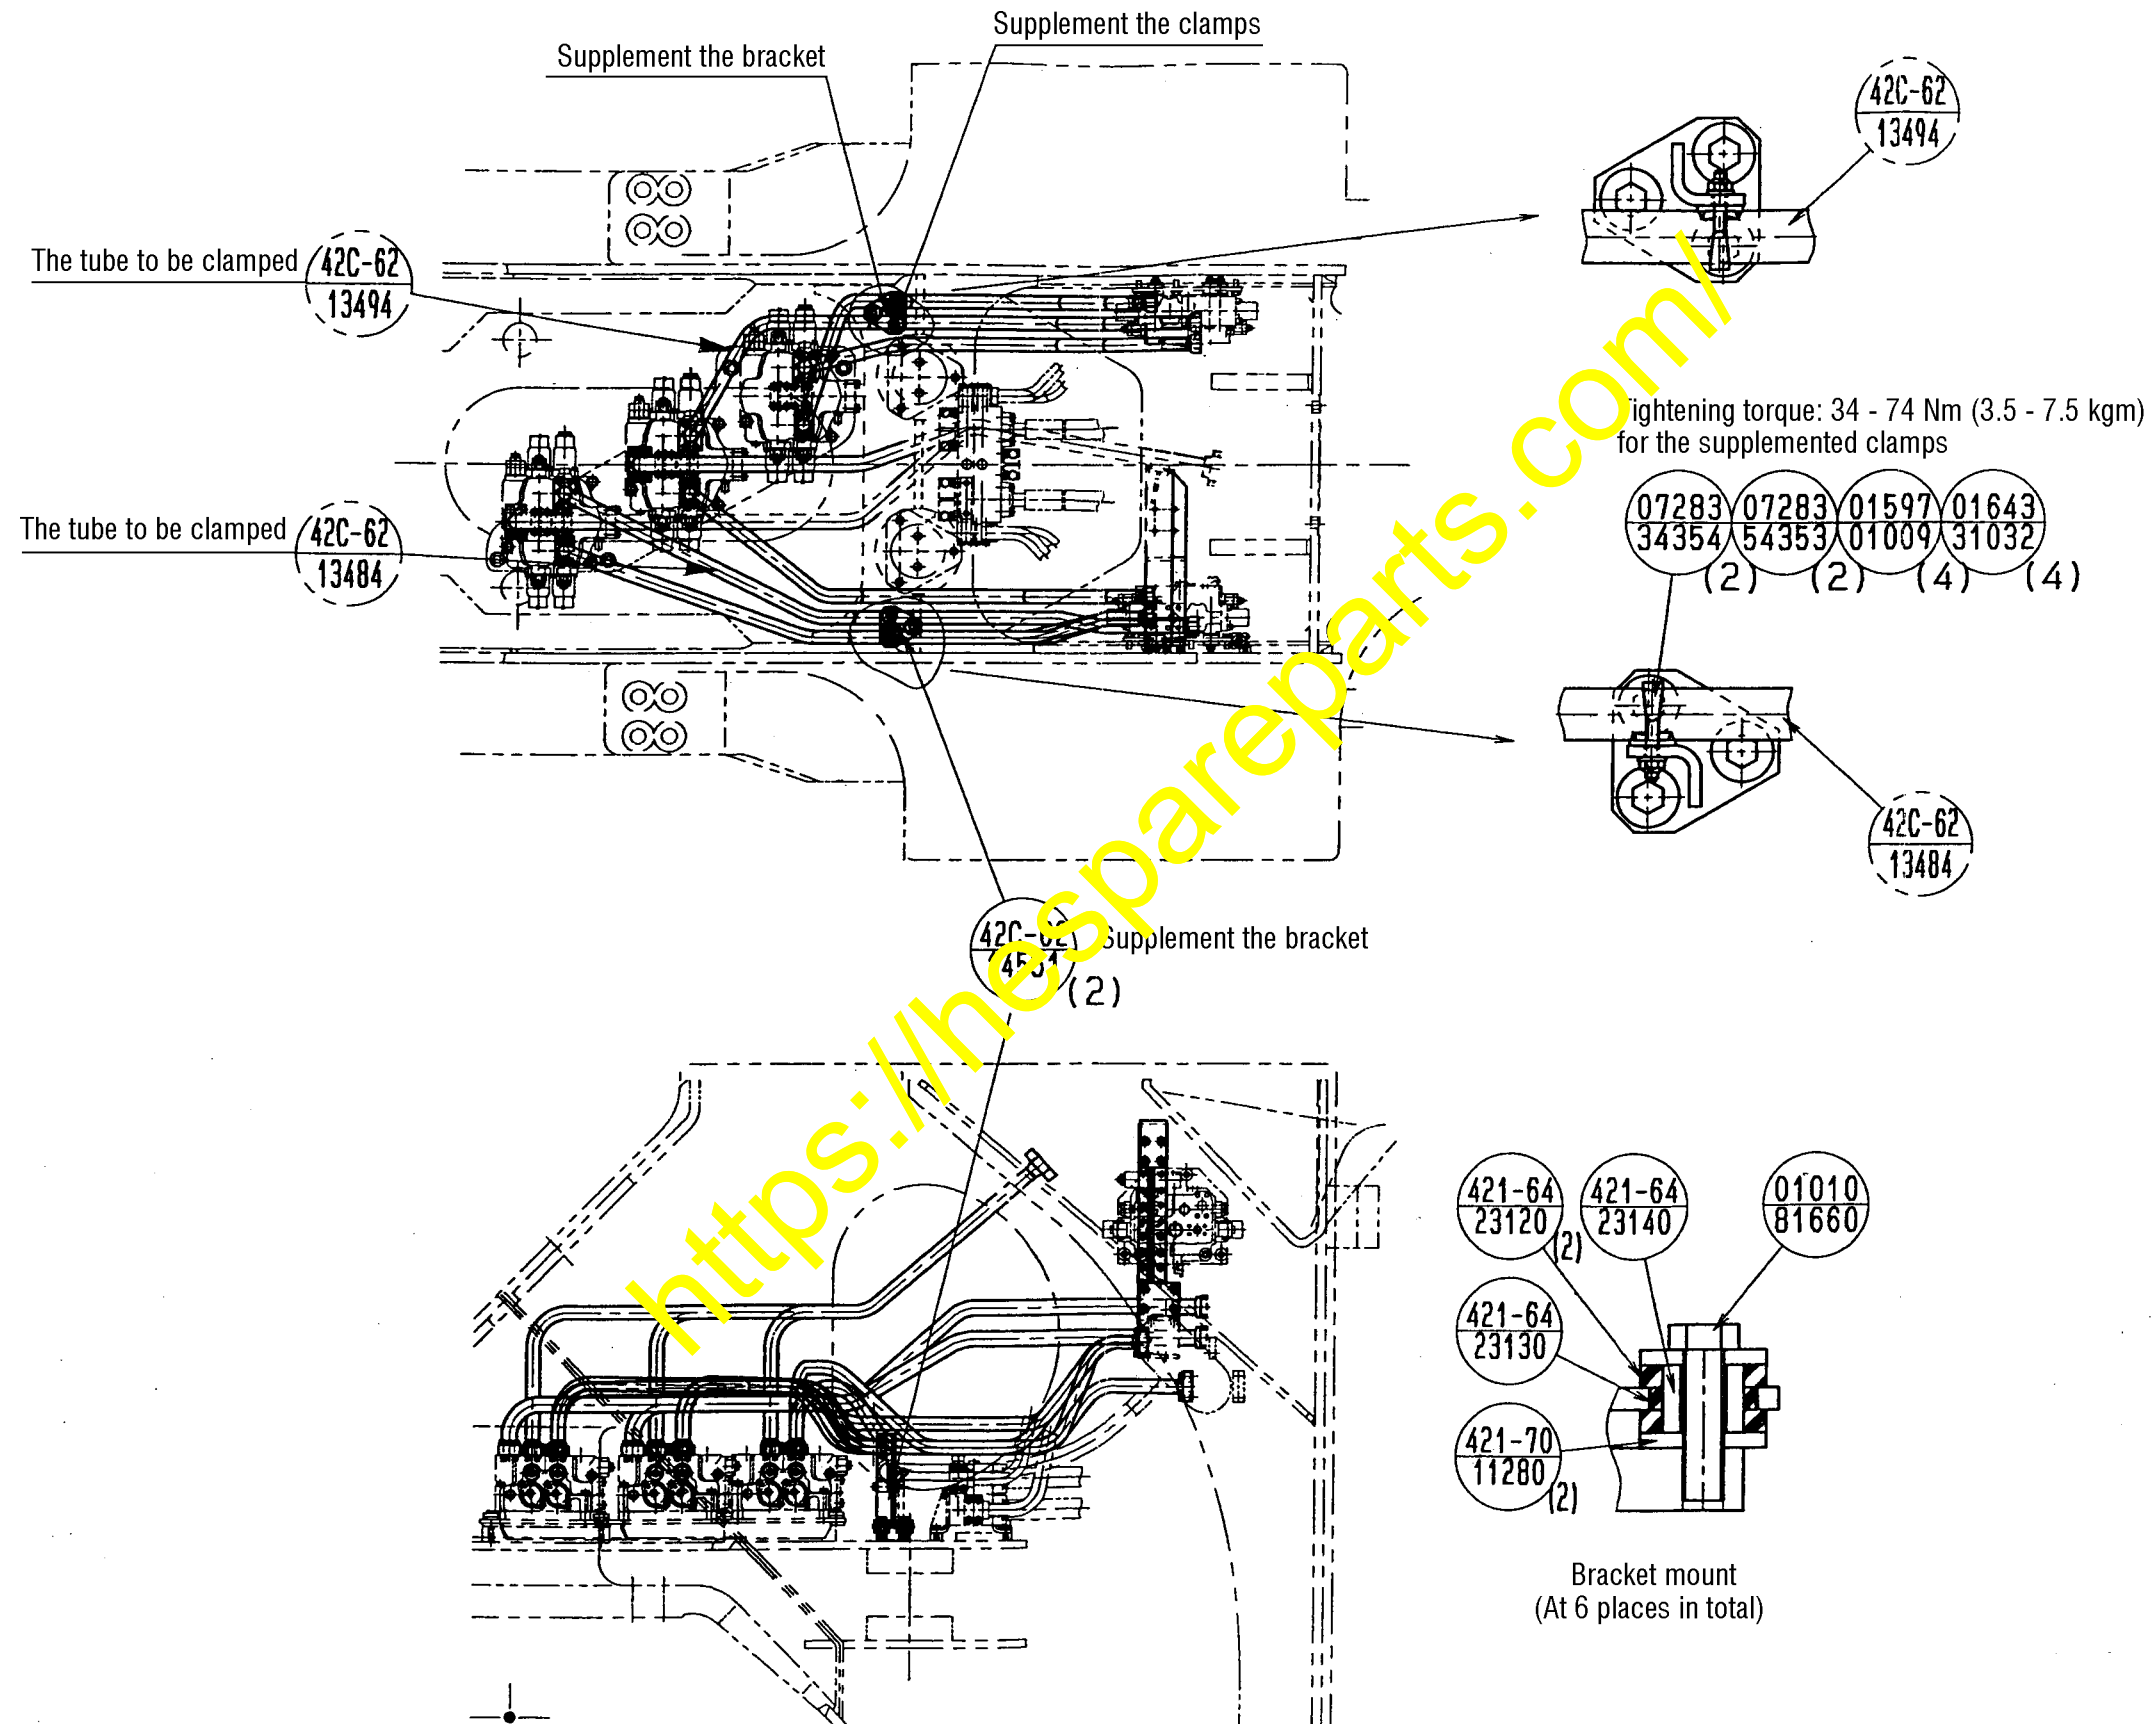 Supplement the clamps
Supplement the bracket
42C-62
13494
The tube to be clamped
42C-62
13494
Tightening torque: 34 - 74 Nm (3.5 - 7.5 kgm)
for the supplemented clamps
07283 07283 01597 01643
34354 54353 01009 31032
(2) (2) (4) (4)
The tube to be clamped
42C-62
13484
42C-62
13484
42C-62
Supplement the bracket
(2)
https://hespareparts.com/
421-64
23120
(2)
421-64
23140
01010
81660
421-64
23130
421-70
11280
(2)
Bracket mount
(At 6 places in total)